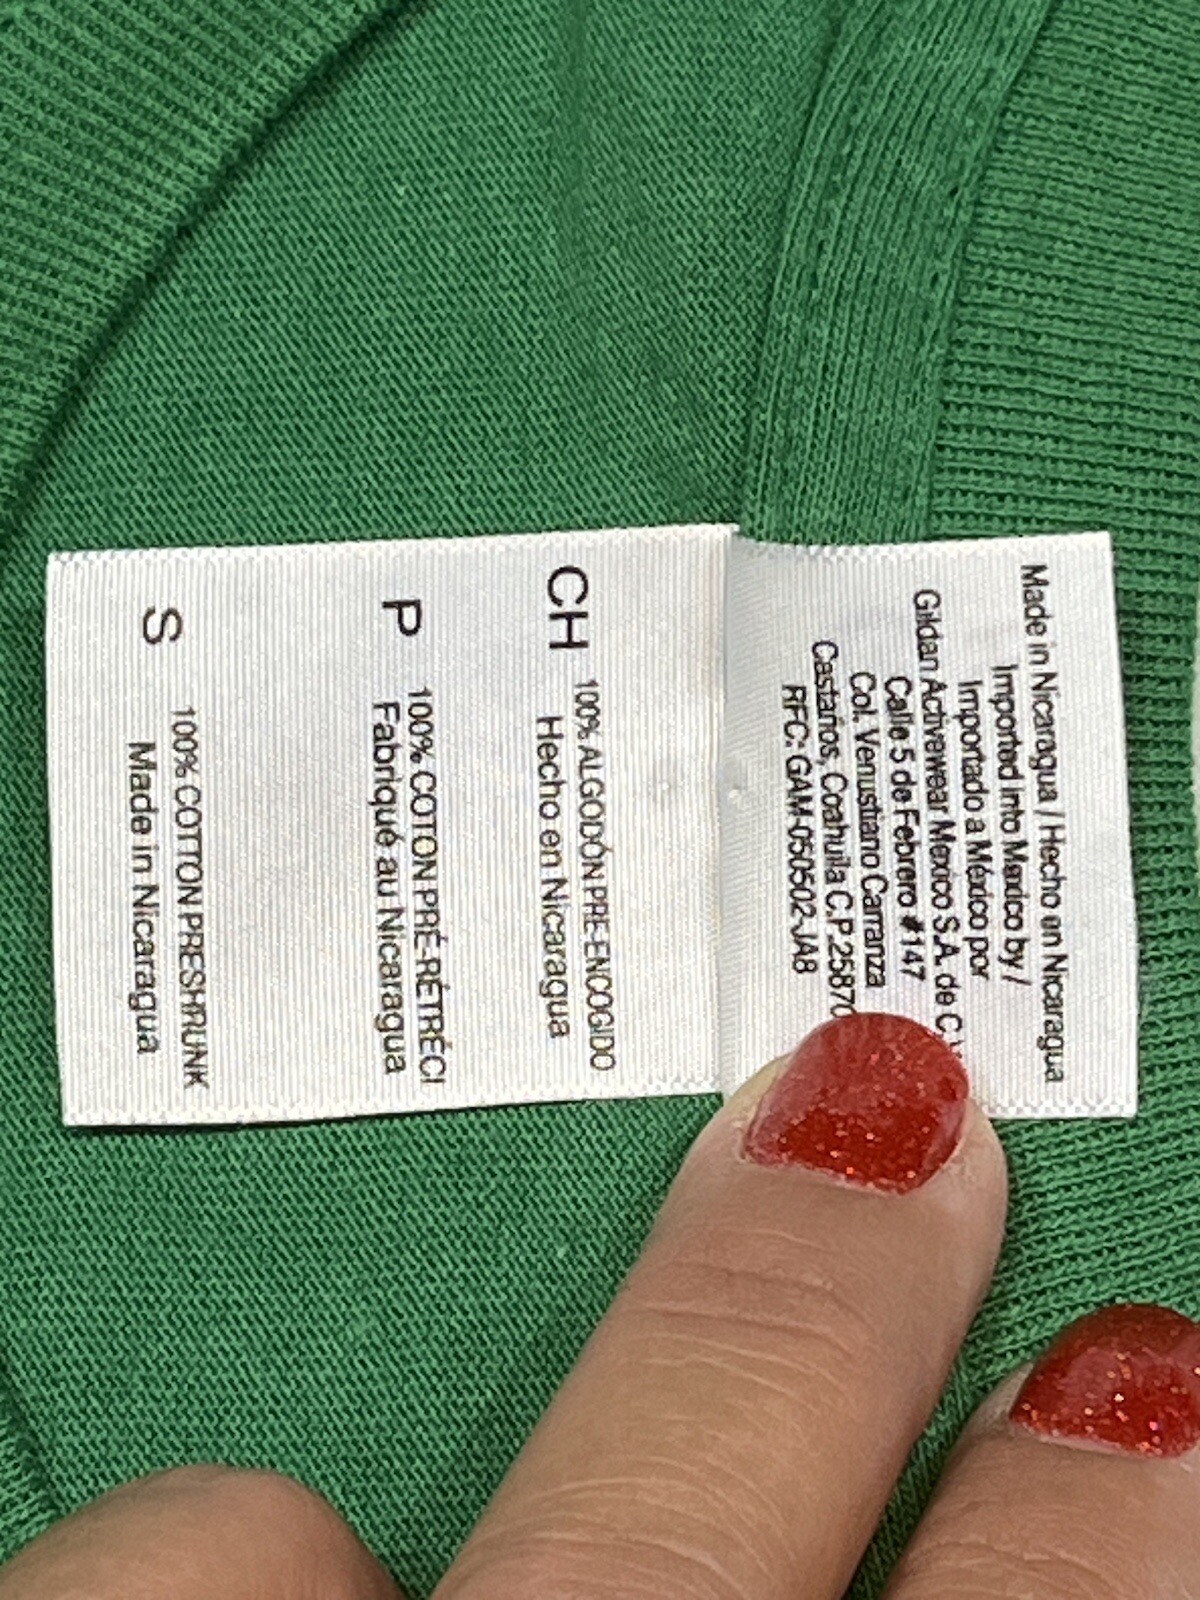 Made in Nicaragua / Hecho en Nicaragua
Imported into Mexico by /
Importado a México por
Gildan Activewear Mexico S.A. de C.
Calle 5 de Febrero #147
Col. Venustiano Carranza
Castaños, Coahuila C.P.25870
RFC: GAM-050502-JA8
CH 100% ALGODÓN PRE-ENCOGIDO
Hecho en Nicaragua
P 100% COTON PRÉ-RÉTRÉCI
Fabriqué au Nicaragua
S 100% COTTON PRESHRUNK
Made in Nicaragua